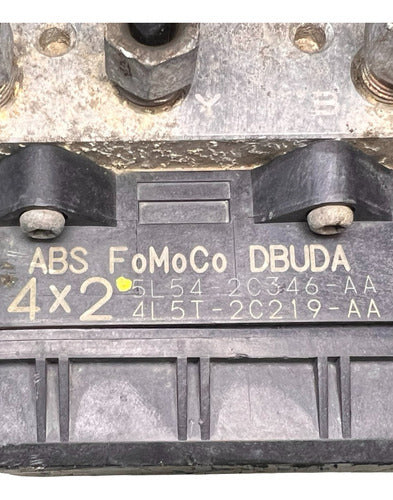 Y B
ABS FoMoCo DBUDA
4x2 5L54-2C346-AA
4L5T-2C219-AA